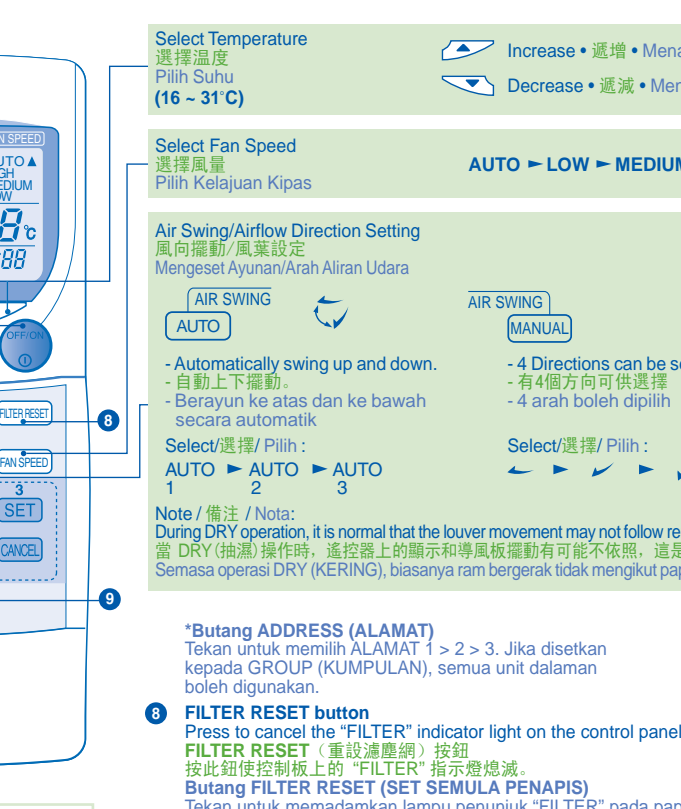 Select Temperature
選擇温度
Pilih Suhu
(16 ~ 31°C)
Increase • 遞增 •
Decrease • 遞減 •
Select Fan Speed
選擇風量
Pilih Kelajuan Kipas
AUTO ► LOW ► MEDIUM
Air Swing/Airflow Direction Setting
風向擺動/風葉設定
Mengeset Ayunan/Arah Aliran Udara
AIR SWING
AUTO
- Automatically swing up and down.
- 自動上下擺動。
- Berayun ke atas dan ke bawah
secara automatik
Select/選擇/ Pilih :
AUTO ► AUTO ► AUTO
1 2 3
AIR SWING
MANUAL
- 4 Directions can be
- 有4個方向可供選擇
- 4 arah boleh dipilih
Select/選擇/ Pilih :
Note / 備注 / Nota:
During DRY operation, it is normal that the louver movement may not follow
當 DRY(抽濕)操作時，遙控器上的顯示和導風板擺動有可能不依照，這是
Semasa operasi DRY (KERING), biasanya ram bergerak tidak mengikut
SPEED
MEDIUM
°C
88
OFF/ON
FILTER RESET
8
FAN SPEED
3
SET
CANCEL
9
*Butang ADDRESS (ALAMAT)
Tekan untuk memilih ALAMAT 1 > 2 > 3. Jika disetkan
kepada GROUP (KUMPULAN), semua unit dalaman
boleh digunakan.
8 FILTER RESET button
Press to cancel the “FILTER” indicator light on the control panel
FILTER RESET（重設濾塵網）按鈕
按此鈕使控制板上的 “FILTER” 指示燈熄滅。
Butang FILTER RESET (SET SEMULA PENAPIS)
Tekan untuk memadamkan lampu penunjuk “FILTER” pada